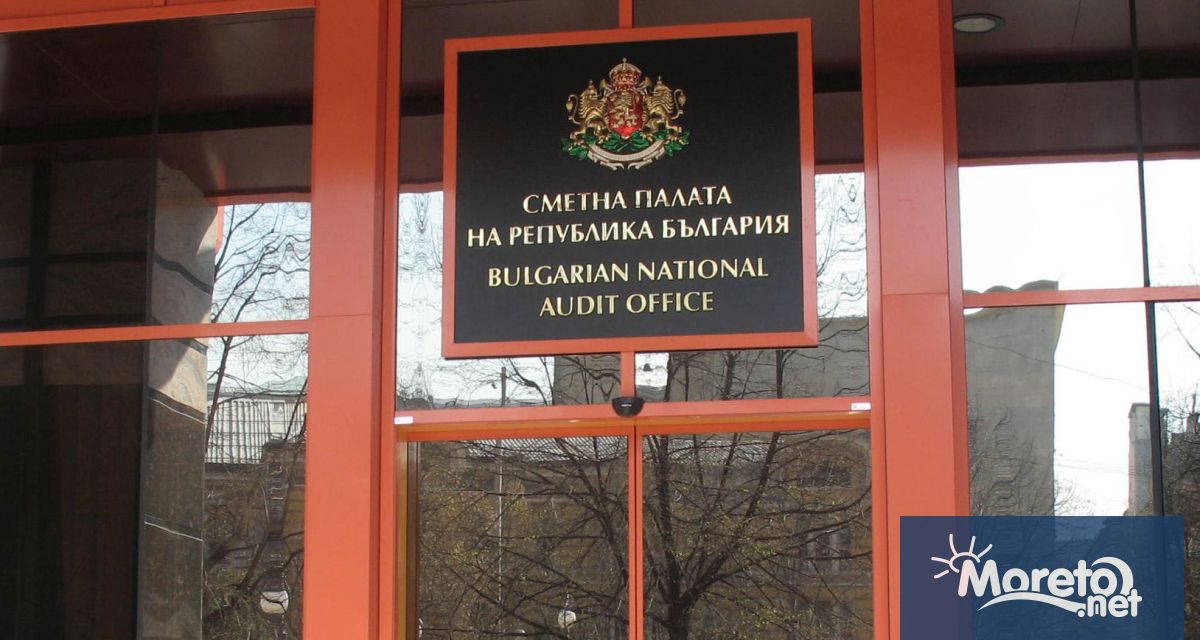 СМЕТНА ПАЛАТА
НА РЕПУБЛИКА БЪЛГАРИЯ
BULGARIAN NATIONAL
AUDIT OFFICE
Moreto
.net